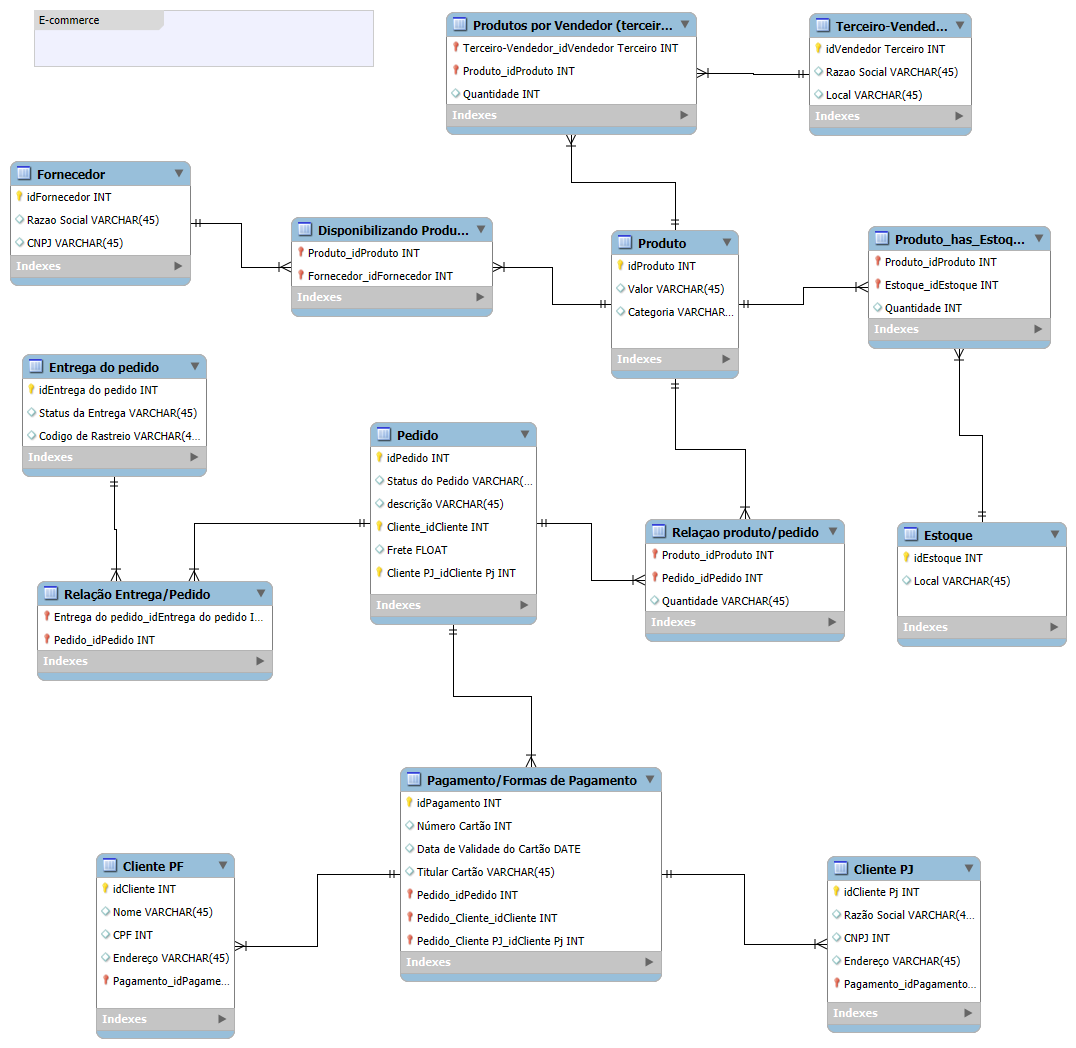 E-commerce
Produtos por Vendedor (terceir...
Terceiro-Vendedor_idVendedor Terceiro INT
Produto_idProduto INT
Quantidade INT
Indexes
Terceiro-Vended...
idVendedor Terceiro INT
Razao Social VARCHAR(45)
Local VARCHAR(45)
Indexes
Fornecedor
idFornecedor INT
Razao Social VARCHAR(45)
CNPJ VARCHAR(45)
Indexes
Disponibilizando Produ...
Produto_idProduto INT
Fornecedor_idFornecedor INT
Indexes
Produto
idProduto INT
Valor VARCHAR(45)
Categoria VARCHAR...
Indexes
Produto_has_Estoq...
Produto_idProduto INT
Estoque_idEstoque INT
Quantidade INT
Indexes
Entrega do pedido
idEntrega do pedido INT
Status da Entrega VARCHAR(45)
Codigo de Rastreio VARCHAR(4...
Indexes
Pedido
idPedido INT
Status do Pedido VARCHAR(...
descrição VARCHAR(45)
Cliente_idCliente INT
Frete FLOAT
Cliente PJ_idCliente Pj INT
Indexes
Relaçao produto/pedido
Produto_idProduto INT
Pedido_idPedido INT
Quantidade VARCHAR(45)
Indexes
Estoque
idEstoque INT
Local VARCHAR(45)
Indexes
Relação Entrega/Pedido
Entrega do pedido_idEntrega do pedido I...
Pedido_idPedido INT
Indexes
Pagamento/Formas de Pagamento
idPagamento INT
Número Cartão INT
Data de Validade do Cartão DATE
Titular Cartão VARCHAR(45)
Pedido_idPedido INT
Pedido_Cliente_idCliente INT
Pedido_Cliente PJ_idCliente Pj INT
Indexes
Cliente PF
idCliente INT
Nome VARCHAR(45)
CPF INT
Endereço VARCHAR(45)
Pagamento_idPagame...
Indexes
Cliente PJ
idCliente Pj INT
Razão Social VARCHAR(4...
CNPJ INT
Endereço VARCHAR(45)
Pagamento_idPagamento...
Indexes